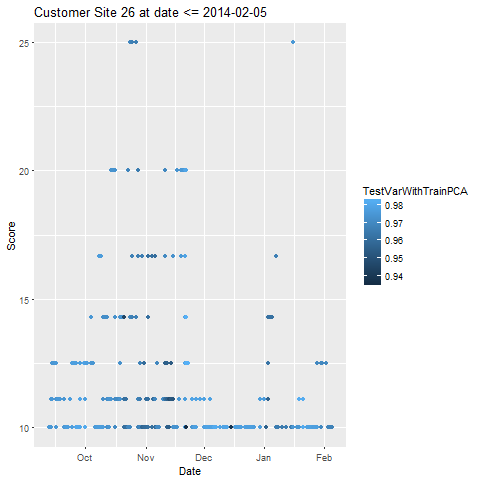 Customer Site 26 at date <= 2014-02-05
25
20
15
10
Score
Oct Nov Dec Jan Feb
Date
TestVarWithTrainPCA
0.98
0.97
0.96
0.95
0.94